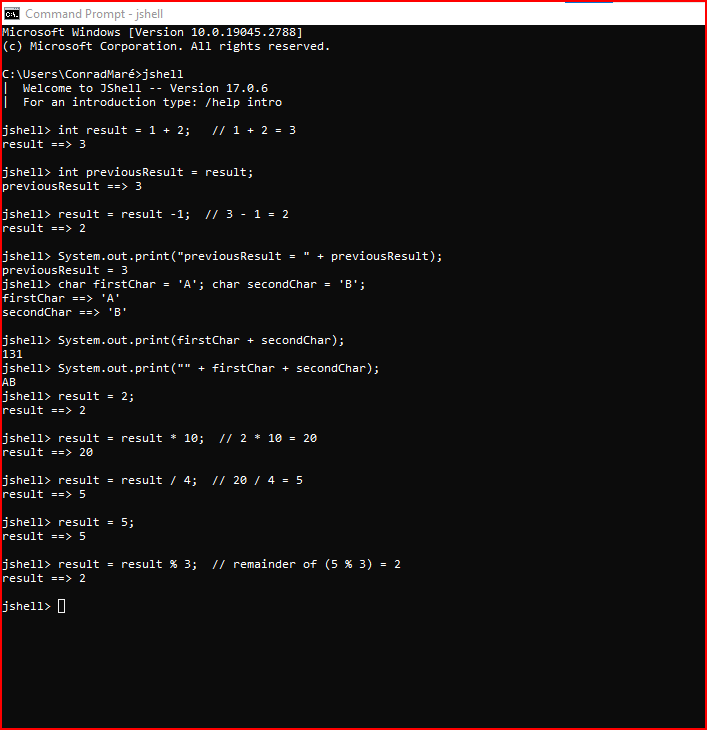 Command Prompt - jshell
Microsoft Windows [Version 10.0.19045.2788]
(c) Microsoft Corporation. All rights reserved.
C:\Users\ConradMaré>jshell
|  Welcome to JShell -- Version 17.0.6
|  For an introduction type: /help intro
jshell> int result = 1 + 2;   // 1 + 2 = 3
result ==> 3
jshell> int previousResult = result;
previousResult ==> 3
jshell> result = result -1;  // 3 - 1 = 2
result ==> 2
jshell> System.out.print("previousResult = " + previousResult);
previousResult = 3
jshell> char firstChar = 'A'; char secondChar = 'B';
firstChar ==> 'A'
secondChar ==> 'B'
jshell> System.out.print(firstChar + secondChar);
131
jshell> System.out.print("" + firstChar + secondChar);
AB
jshell> result = 2;
result ==> 2
jshell> result = result * 10;  // 2 * 10 = 20
result ==> 20
jshell> result = result / 4;  // 20 / 4 = 5
result ==> 5
jshell> result = 5;
result ==> 5
jshell> result = result % 3;  // remainder of (5 % 3) = 2
result ==> 2
jshell>